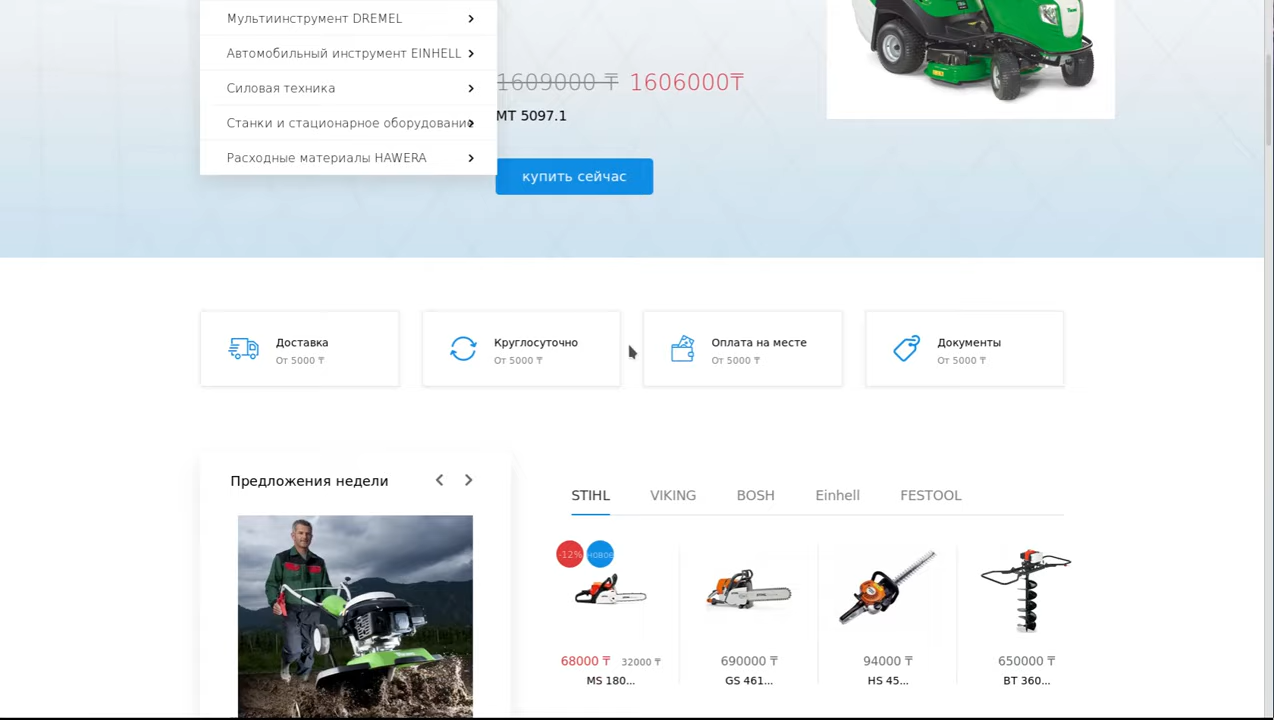 Мультиинструмент DREMEL
Автомобильный инструмент EINHELL
Силовая техника
Станки и стационарное оборудование
Расходные материалы HAWERA
1609000 ₸ 1606000₸
MT 5097.1
купить сейчас
Доставка
От 5000 ₸
Круглосуточно
От 5000 ₸
Оплата на месте
От 5000 ₸
Документы
От 5000 ₸
Предложения недели
STIHL VIKING BOSH Einhell FESTOOL
-12% новое
68000 ₸ 32000 ₸
MS 180...
690000 ₸
GS 461...
94000 ₸
HS 45...
650000 ₸
BT 360...